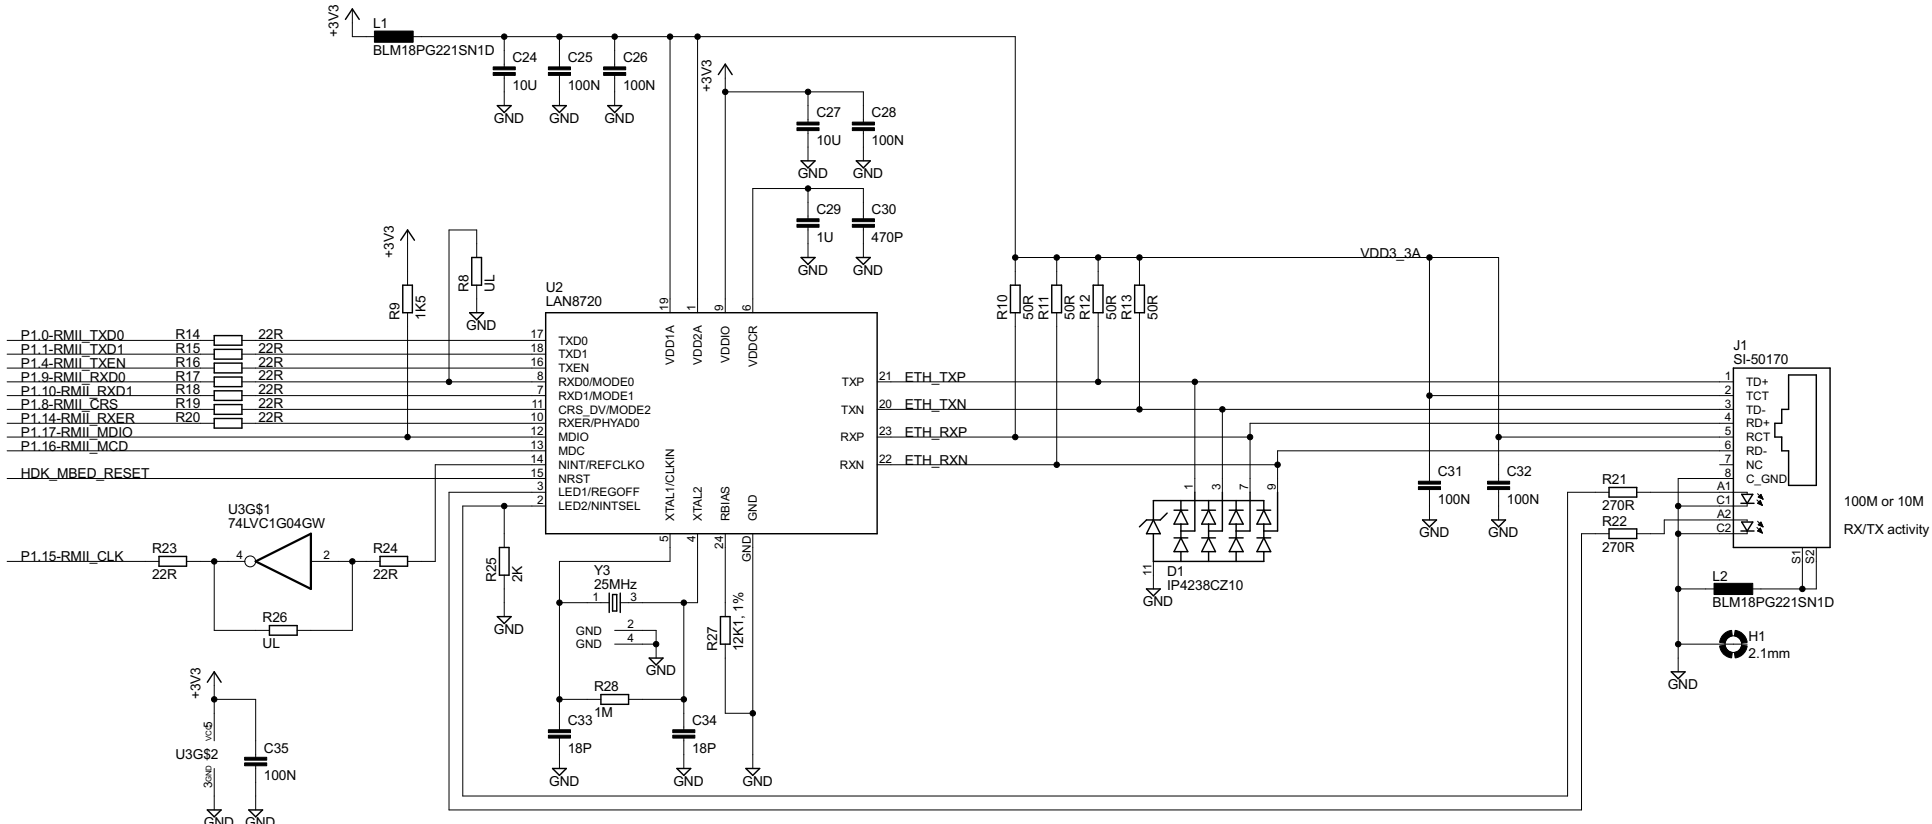 +3V3
L1
BLM18PG221SN1D
C24
10U
GND
C25
100N
GND
C26
100N
GND
+3V3
C27
10U
GND
C28
100N
GND
C29
1U
GND
C30
470P
GND
+3V3
R9
1K5
R8
UL
GND
U2
LAN8720
19
1
9
6
VDD1A
VDD2A
VDDIO
VDDCR
VDD3_3A
R10
50R
R11
50R
R12
50R
R13
50R
P1.0-RMII_TXD0 R14 22R 17 TXD0
P1.1-RMII_TXD1 R15 22R 18 TXD1
P1.4-RMII_TXEN R16 22R 16 TXEN
P1.9-RMII_RXD0 R17 22R 8 RXD0/MODE0
P1.10-RMII_RXD1 R18 22R 7 RXD1/MODE1
P1.8-RMII_CRS R19 22R 11 CRS_DV/MODE2
P1.14-RMII_RXER R20 22R 10 RXER/PHYAD0
P1.17-RMII_MDIO 12 MDIO
P1.16-RMII_MCD 13 MDC
14 NINT/REFCLKO
HDK_MBED_RESET 15 NRST
3 LED1/REGOFF
2 LED2/NINTSEL
TXP 21 ETH_TXP
TXN 20 ETH_TXN
RXP 23 ETH_RXP
RXN 22 ETH_RXN
XTAL1/CLKIN
XTAL2
RBIAS
GND
5
4
24
GND
J1
SI-50170
1 TD+
2 TCT
3 TD-
4 RD+
5 RCT
6 RD-
7 NC
8 C_GND
A1
C1
A2
C2
S1
S2
100M or 10M
RX/TX activity
C31
100N
GND
C32
100N
GND
R21
270R
R22
270R
1
3
7
9
11
D1
IP4238CZ10
GND
L2
BLM18PG221SN1D
H1
2.1mm
GND
U3G$1
74LVC1G04GW
P1.15-RMII_CLK
R23
22R
4
2
R24
22R
R26
UL
R25
2K
GND
Y3
25MHz
1 3
GND 2
GND 4
GND
R27
12K1, 1%
R28
1M
C33
18P
GND
C34
18P
GND
GND
+3V3
VCC
5
U3G$2
3
GND
GND
C35
100N
GND